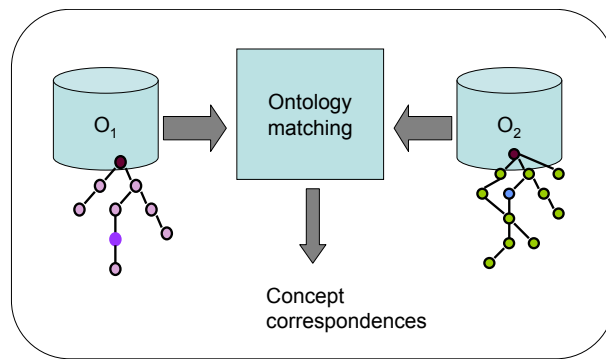 O1
Ontology
matching
O2
Concept
correspondences